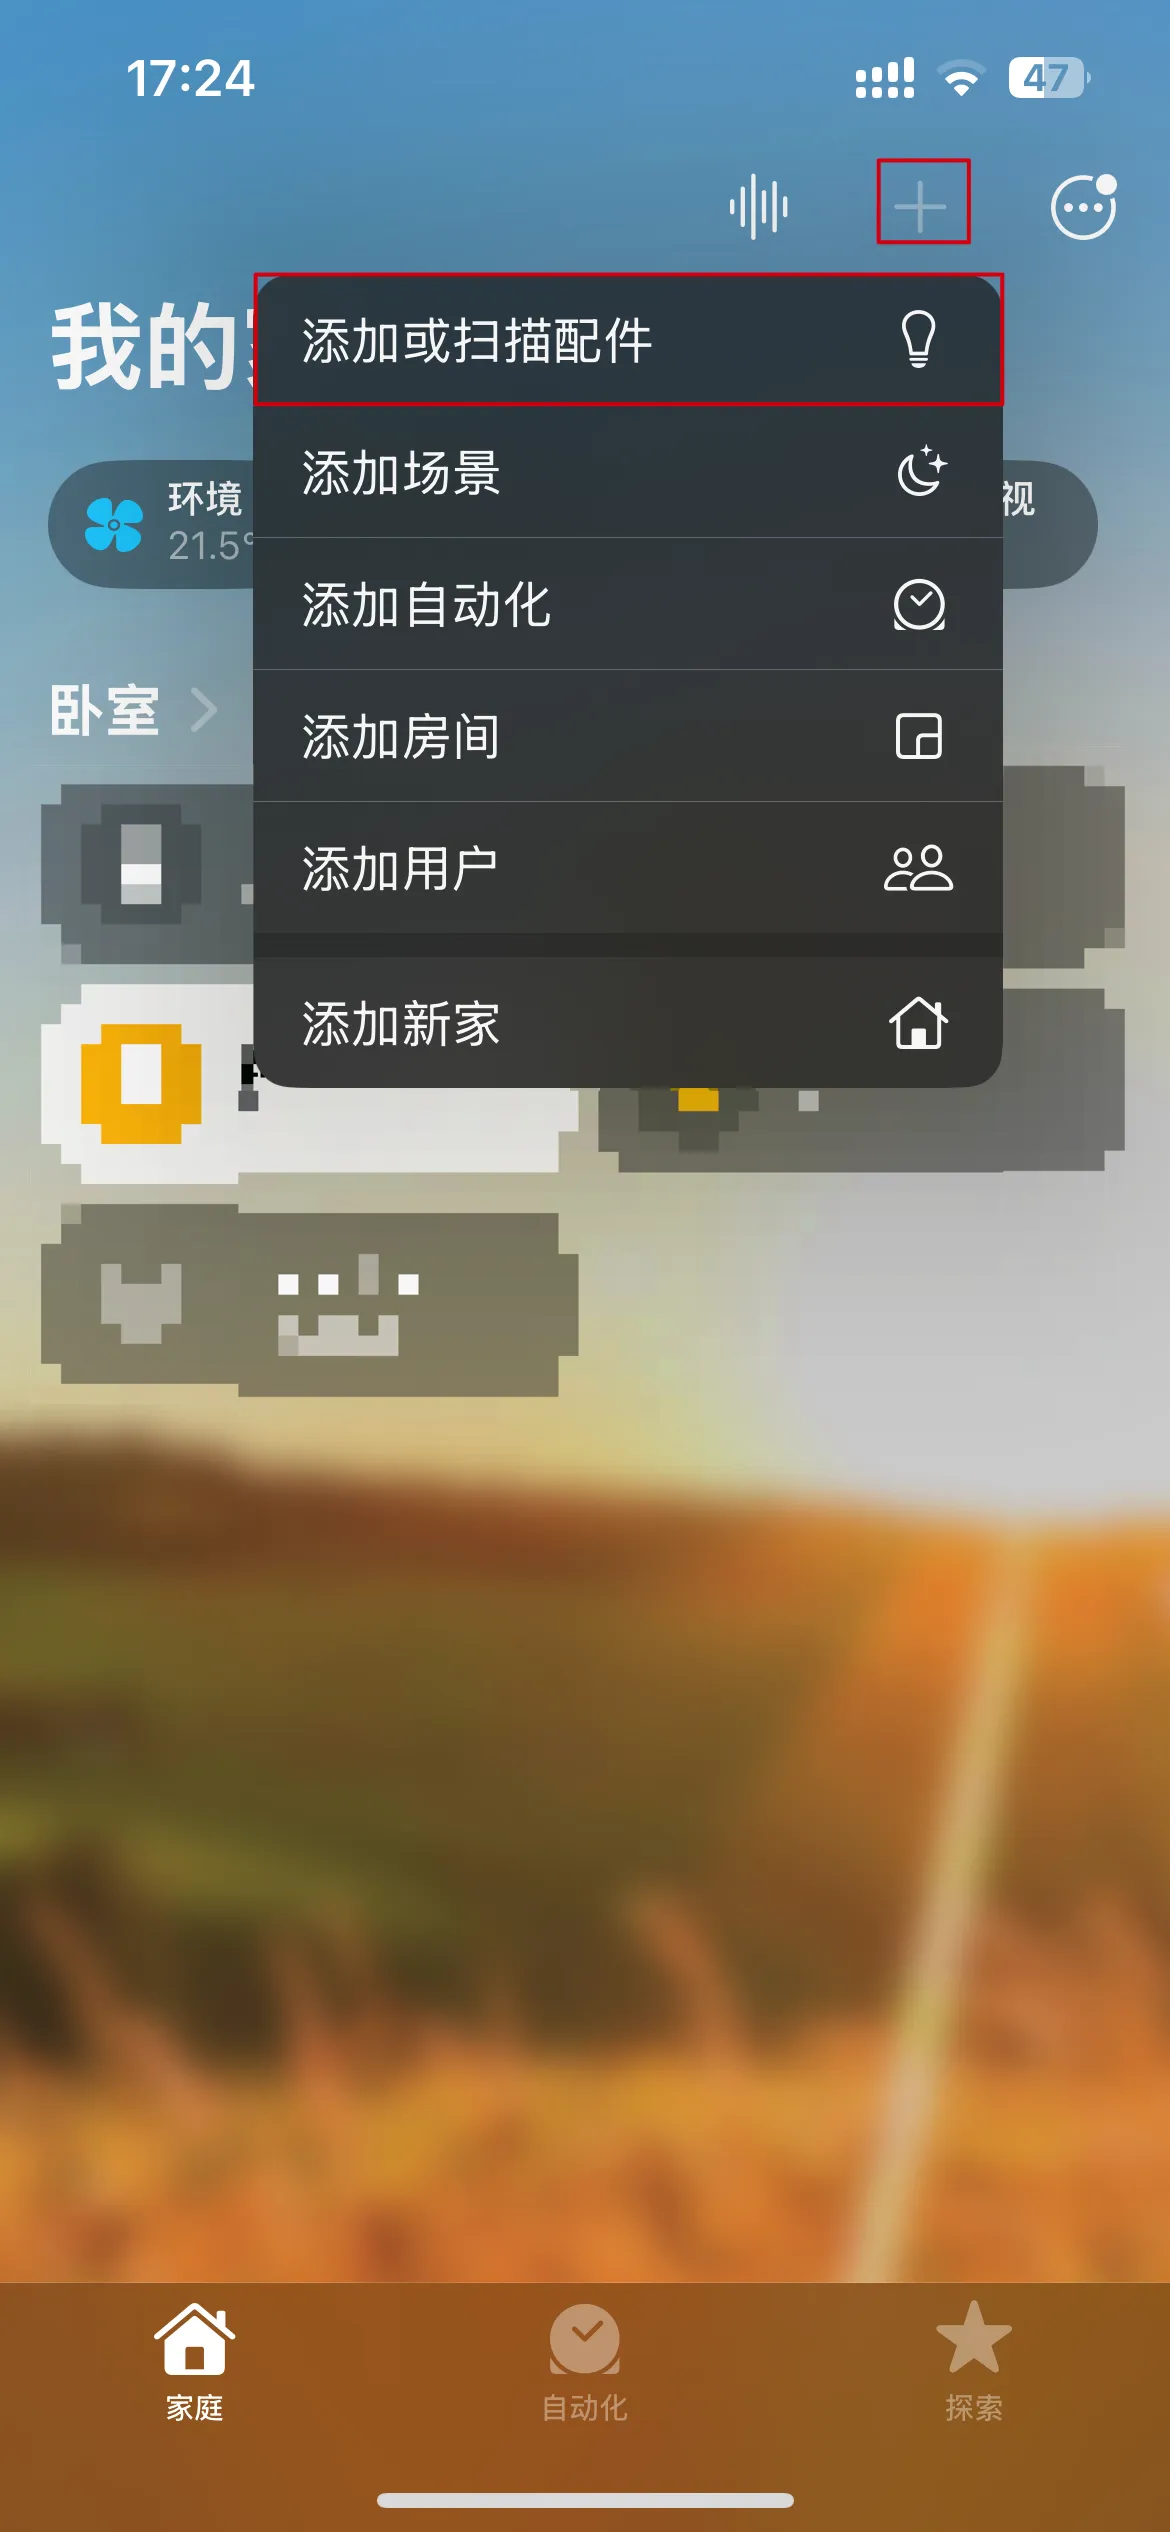 17:24
47
我的
添加或扫描配件
添加场景
环境
视
21.5°
添加自动化
卧室
添加房间
添加用户
添加新家
家庭
自动化
探索